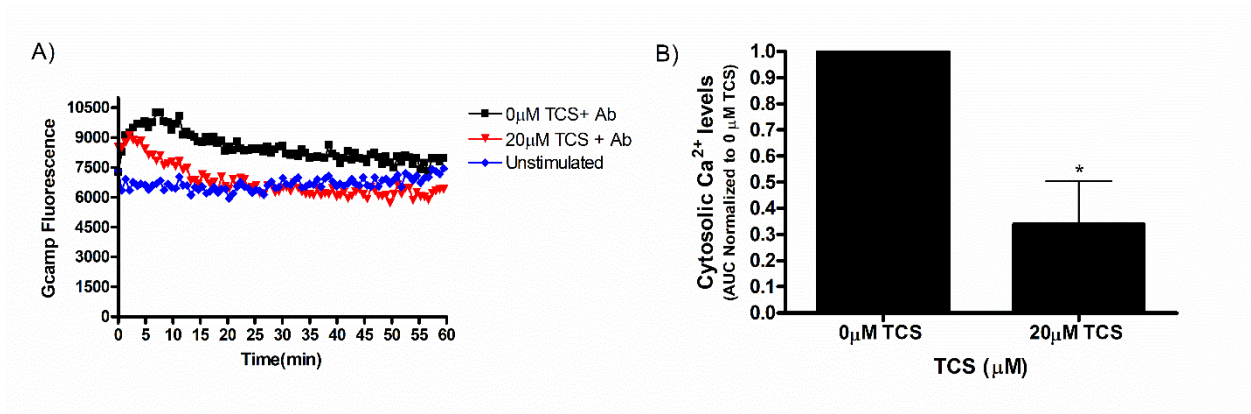 A)
Gcamp Fluorescence
10500
9000
7500
6000
4500
3000
1500
0
0 5 10 15 20 25 30 35 40 45 50 55 60
Time(min)
0μM TCS+ Ab
20μM TCS + Ab
Unstimulated
B)
Cytosolic Ca²⁺ levels
(AUC Normalized to 0 μM TCS)
1.0
0.9
0.8
0.7
0.6
0.5
0.4
0.3
0.2
0.1
0.0
*
0μM TCS 20μM TCS
TCS (μM)